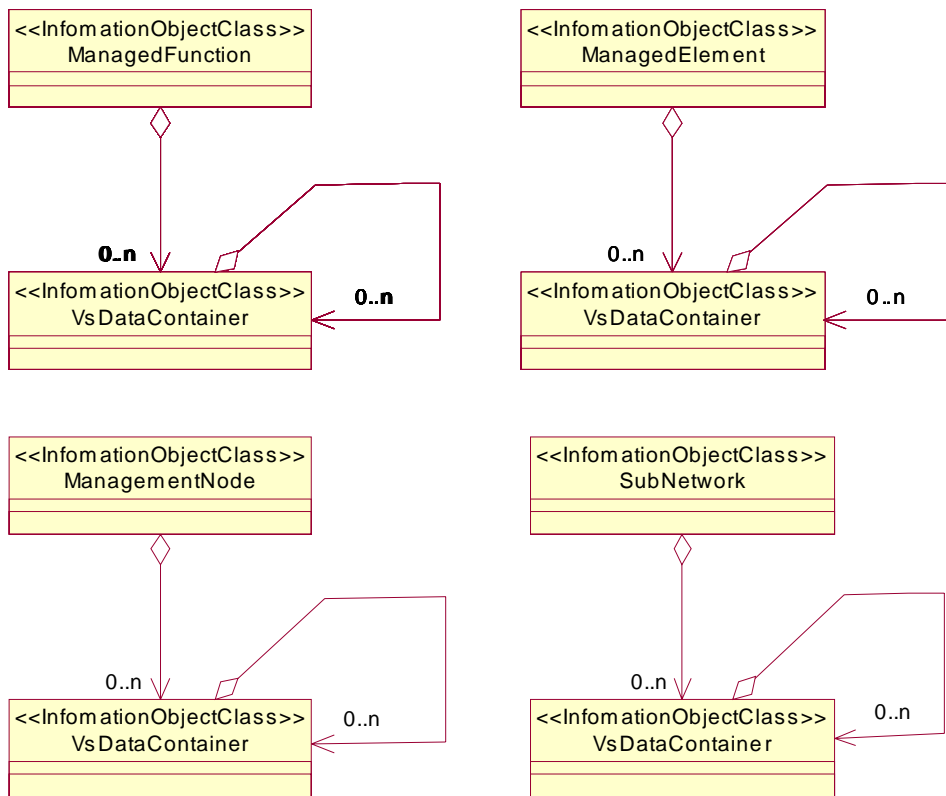 <<InfomationObjectClass>>
ManagedFunction
0..n
0..n
<<InfomationObjectClass>>
VsDataContainer
<<InfomationObjectClass>>
ManagedElement
0..n
0..n
<<InfomationObjectClass>>
VsDataContainer
<<InfomationObjectClass>>
ManagementNode
0..n
0..n
<<InfomationObjectClass>>
VsDataContainer
<<InfomationObjectClass>>
SubNetwork
0..n
0..n
<<InfomationObjectClass>>
VsDataContainer